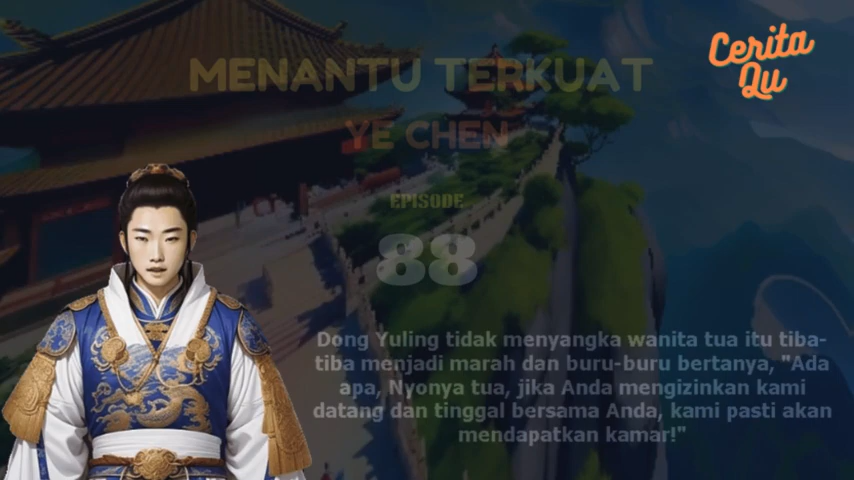 Cerita
Qu
MENANTU TERKUAT
YE CHEN
EPISODE
88
Dong Yuling tidak menyangka wanita tua itu tiba-
tiba menjadi marah dan buru-buru bertanya, "Ada
apa, Nyonya tua, jika Anda mengizinkan kami
datang dan tinggal bersama Anda, kami pasti akan
mendapatkan kamar!"